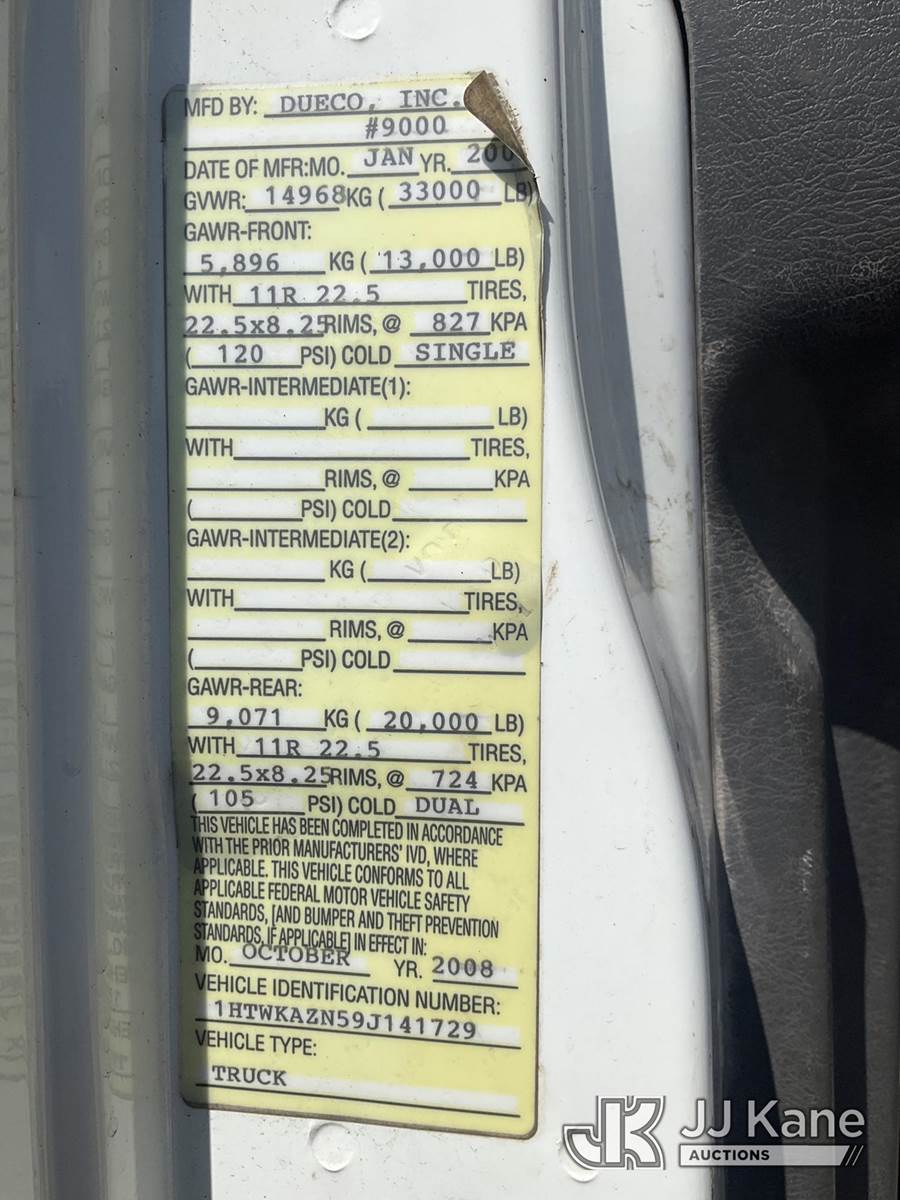 MFD BY: DUECO, INC.
#9000
DATE OF MFR:MO. JAN YR. 200
GVWR: 14968KG ( 33000 LB)
GAWR-FRONT:
5,896 KG ( 13,000 LB)
WITH 11R 22.5 TIRES,
22.5x8.25RIMS, @ 827 KPA
( 120 PSI) COLD SINGLE
GAWR-INTERMEDIATE(1):
KG ( LB)
WITH TIRES,
RIMS, @ KPA
( PSI) COLD
GAWR-INTERMEDIATE(2):
KG ( LB)
WITH TIRES,
RIMS, @ KPA
( PSI) COLD
GAWR-REAR:
9,071 KG ( 20,000 LB)
WITH 11R 22.5 TIRES,
22.5x8.25RIMS, @ 724 KPA
( 105 PSI) COLD DUAL
THIS VEHICLE HAS BEEN COMPLETED IN ACCORDANCE
WITH THE PRIOR MANUFACTURERS' IVD, WHERE
APPLICABLE. THIS VEHICLE CONFORMS TO ALL
APPLICABLE FEDERAL MOTOR VEHICLE SAFETY
STANDARDS, [AND BUMPER AND THEFT PREVENTION
STANDARDS, IF APPLICABLE] IN EFFECT IN:
MO. OCTOBER YR. 2008
VEHICLE IDENTIFICATION NUMBER:
1HTWKAZN59J141729
VEHICLE TYPE:
TRUCK
JK JJ Kane
AUCTIONS